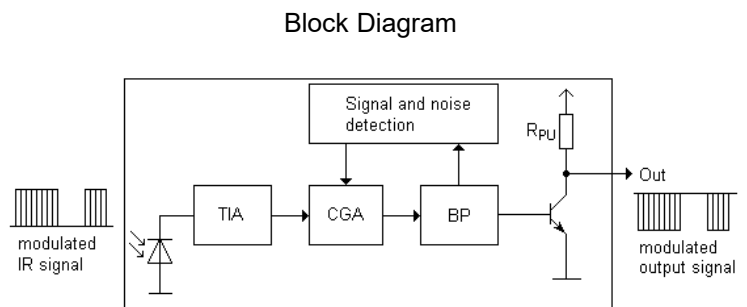 Block Diagram
Signal and noise
detection
RPU
Out
TIA
CGA
BP
modulated
IR signal
modulated
output signal